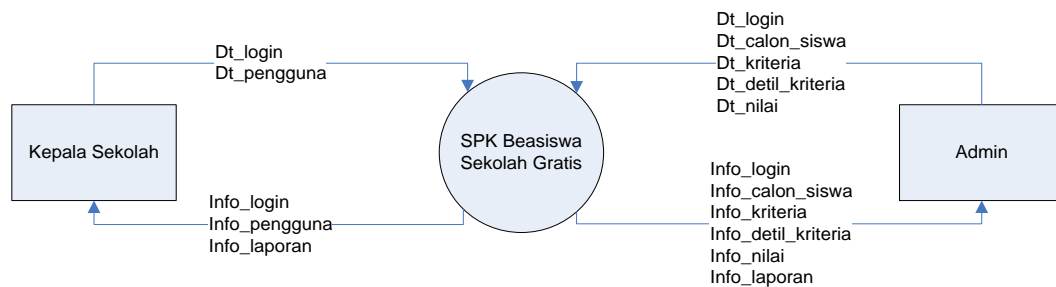 Dt_login
Dt_pengguna
Dt_login
Dt_calon_siswa
Dt_kriteria
Dt_detil_kriteria
Dt_nilai
Kepala Sekolah
SPK Beasiswa
Sekolah Gratis
Admin
Info_login
Info_pengguna
Info_laporan
Info_login
Info_calon_siswa
Info_kriteria
Info_detil_kriteria
Info_nilai
Info_laporan